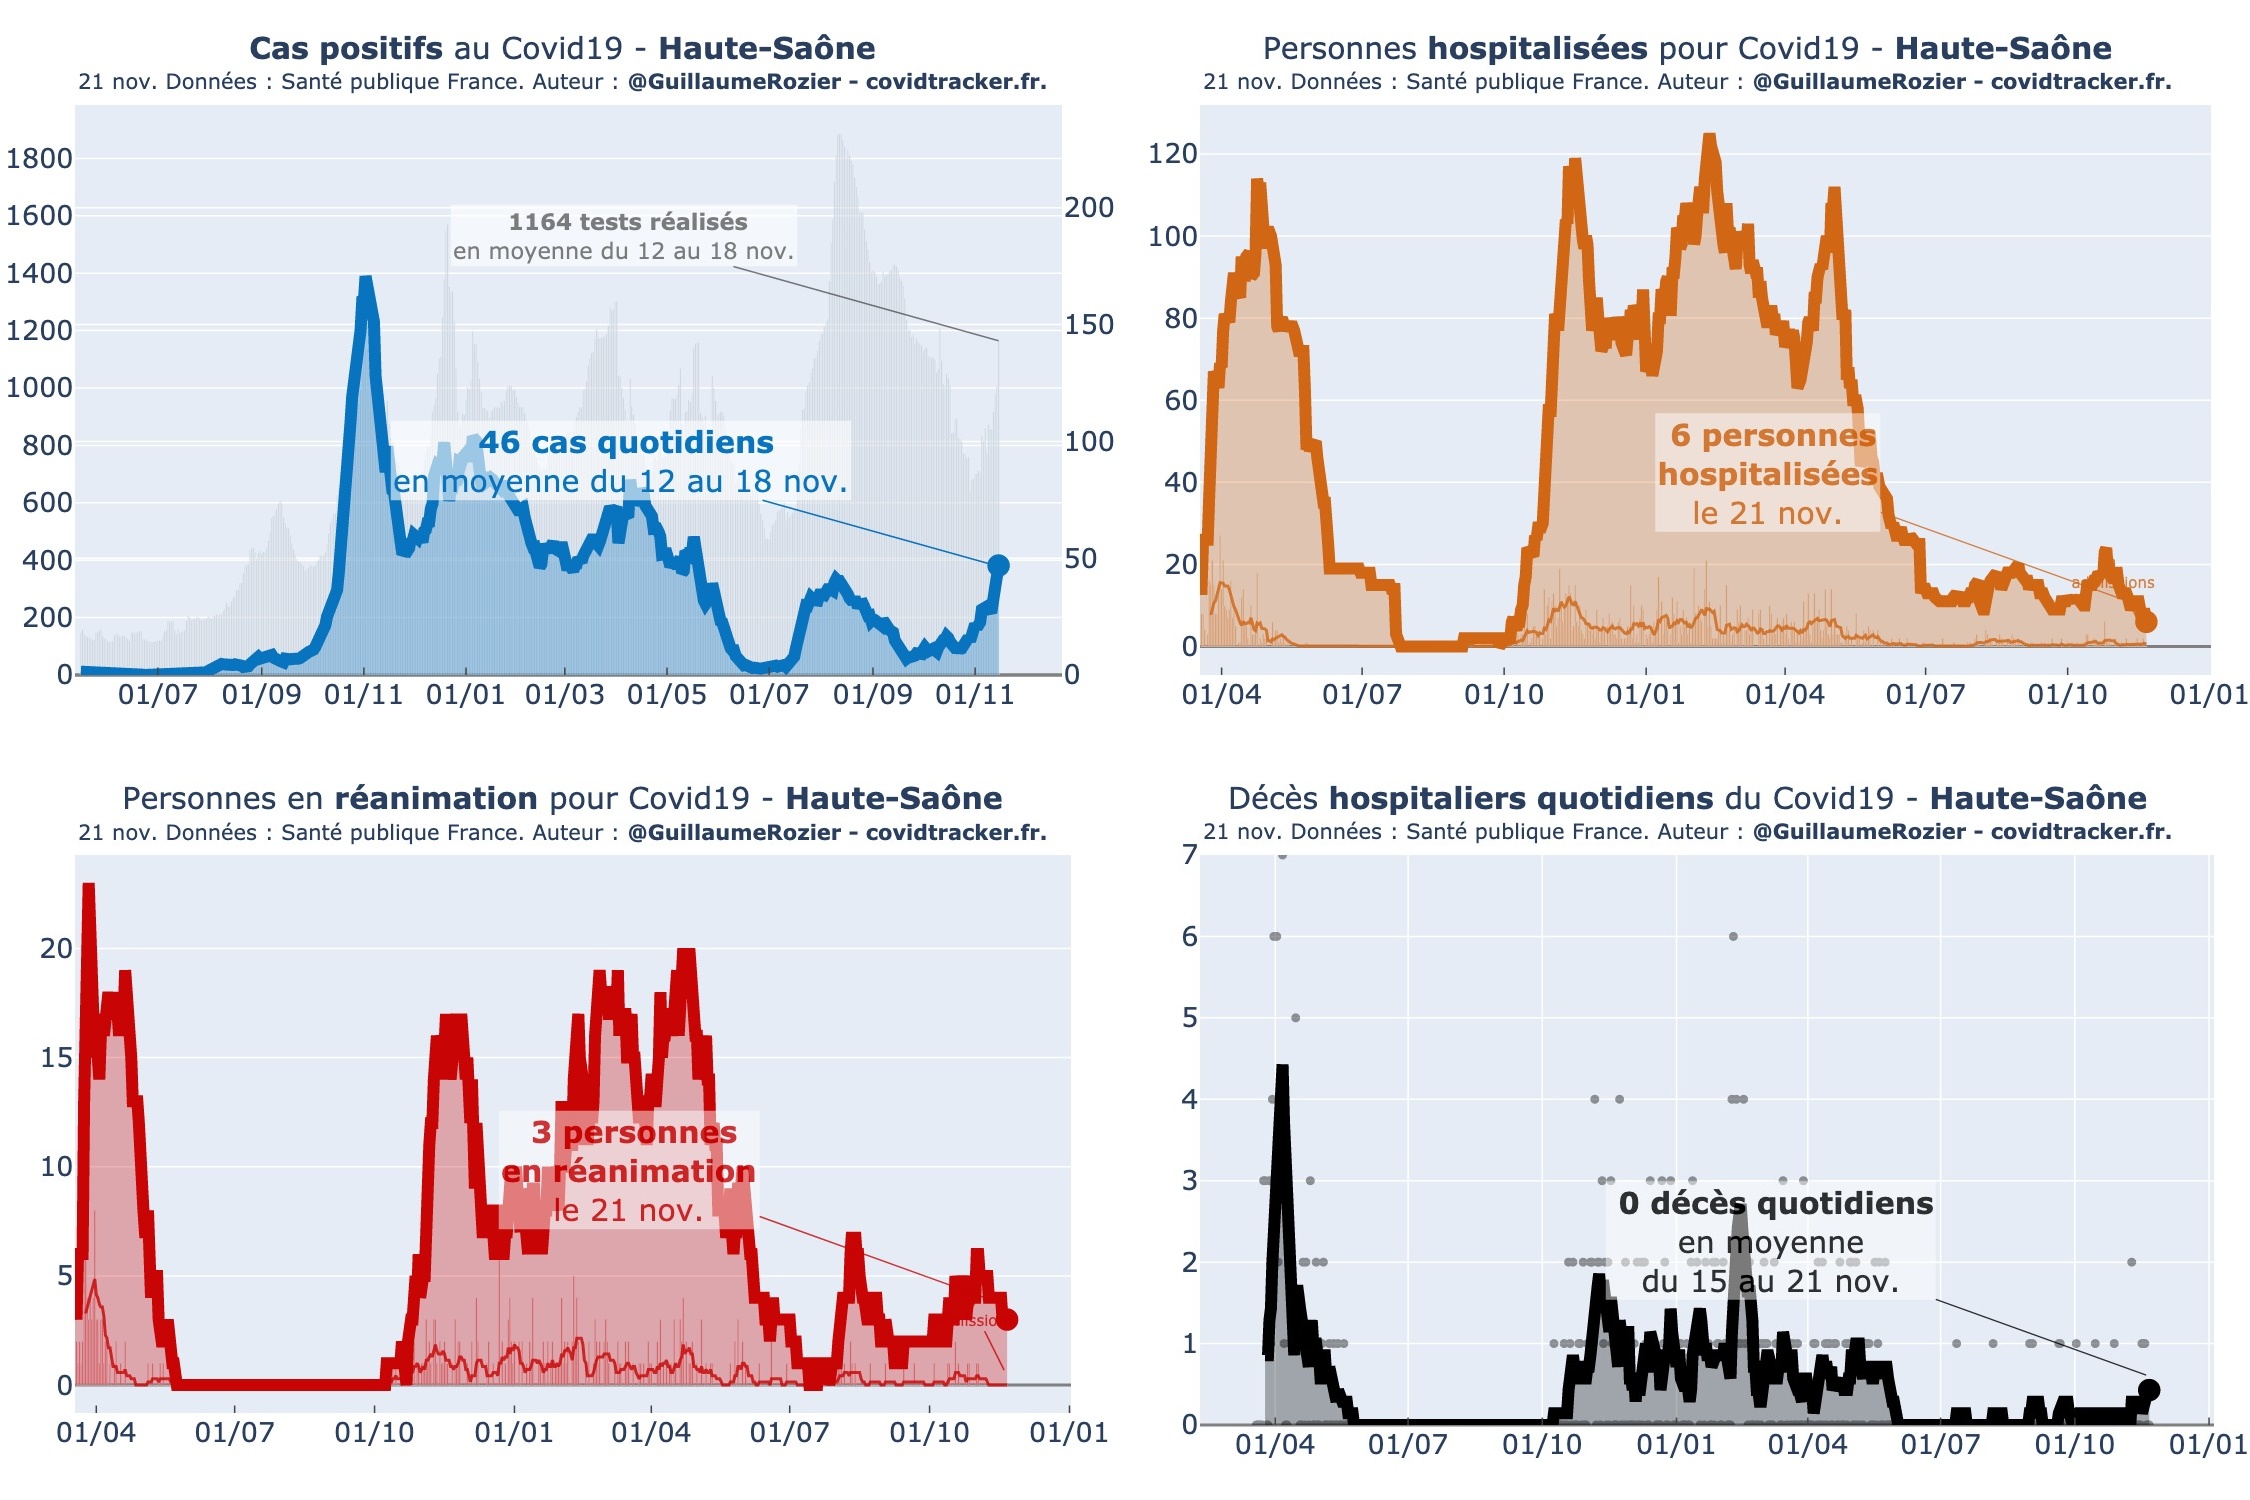 Cas positifs au Covid19 - Haute-Saône
21 nov. Données : Santé publique France. Auteur : @GuillaumeRozier - covidtracker.fr.
1800
1600
1400
1200
1000
800
600
400
200
0
200
150
100
50
0
1164 tests réalisés
en moyenne du 12 au 18 nov.
46 cas quotidiens
en moyenne du 12 au 18 nov.
01/07 01/09 01/11 01/01 01/03 01/05 01/07 01/09 01/11
Personnes hospitalisées pour Covid19 - Haute-Saône
21 nov. Données : Santé publique France. Auteur : @GuillaumeRozier - covidtracker.fr.
120
100
80
60
40
20
0
6 personnes
hospitalisées
le 21 nov.
01/04 01/07 01/10 01/01 01/04 01/07 01/10 01/01
Personnes en réanimation pour Covid19 - Haute-Saône
21 nov. Données : Santé publique France. Auteur : @GuillaumeRozier - covidtracker.fr.
20
15
10
5
0
3 personnes
en réanimation
le 21 nov.
01/04 01/07 01/10 01/01 01/04 01/07 01/10 01/01
Décès hospitaliers quotidiens du Covid19 - Haute-Saône
21 nov. Données : Santé publique France. Auteur : @GuillaumeRozier - covidtracker.fr.
7
6
5
4
3
2
1
0
0 décès quotidiens
en moyenne
du 15 au 21 nov.
01/04 01/07 01/10 01/01 01/04 01/07 01/10 01/01